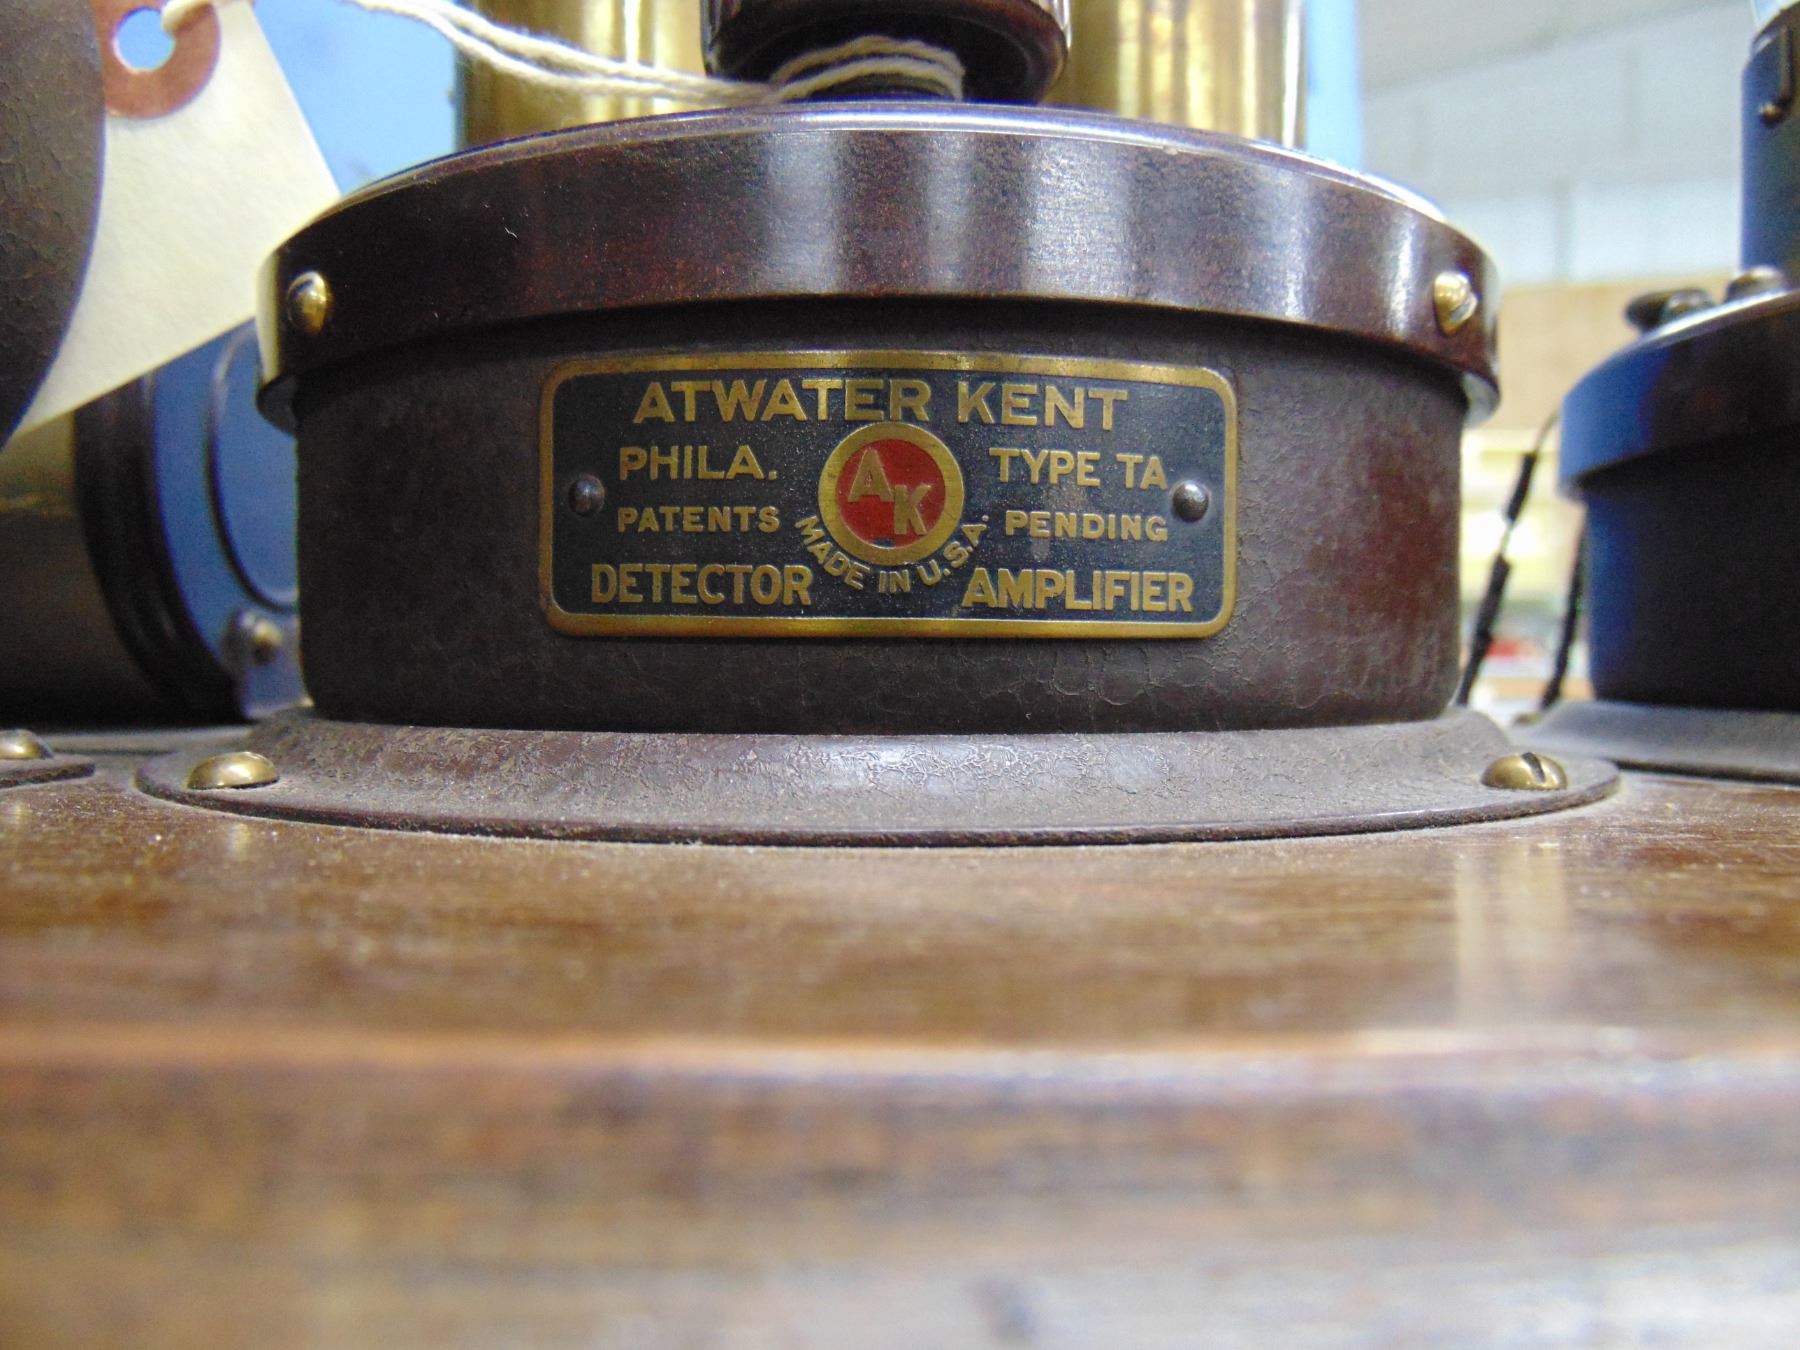 ATWATER KENT
PHILA. AK TYPE TA
PATENTS PENDING
MADE IN U.S.A.
DETECTOR AMPLIFIER